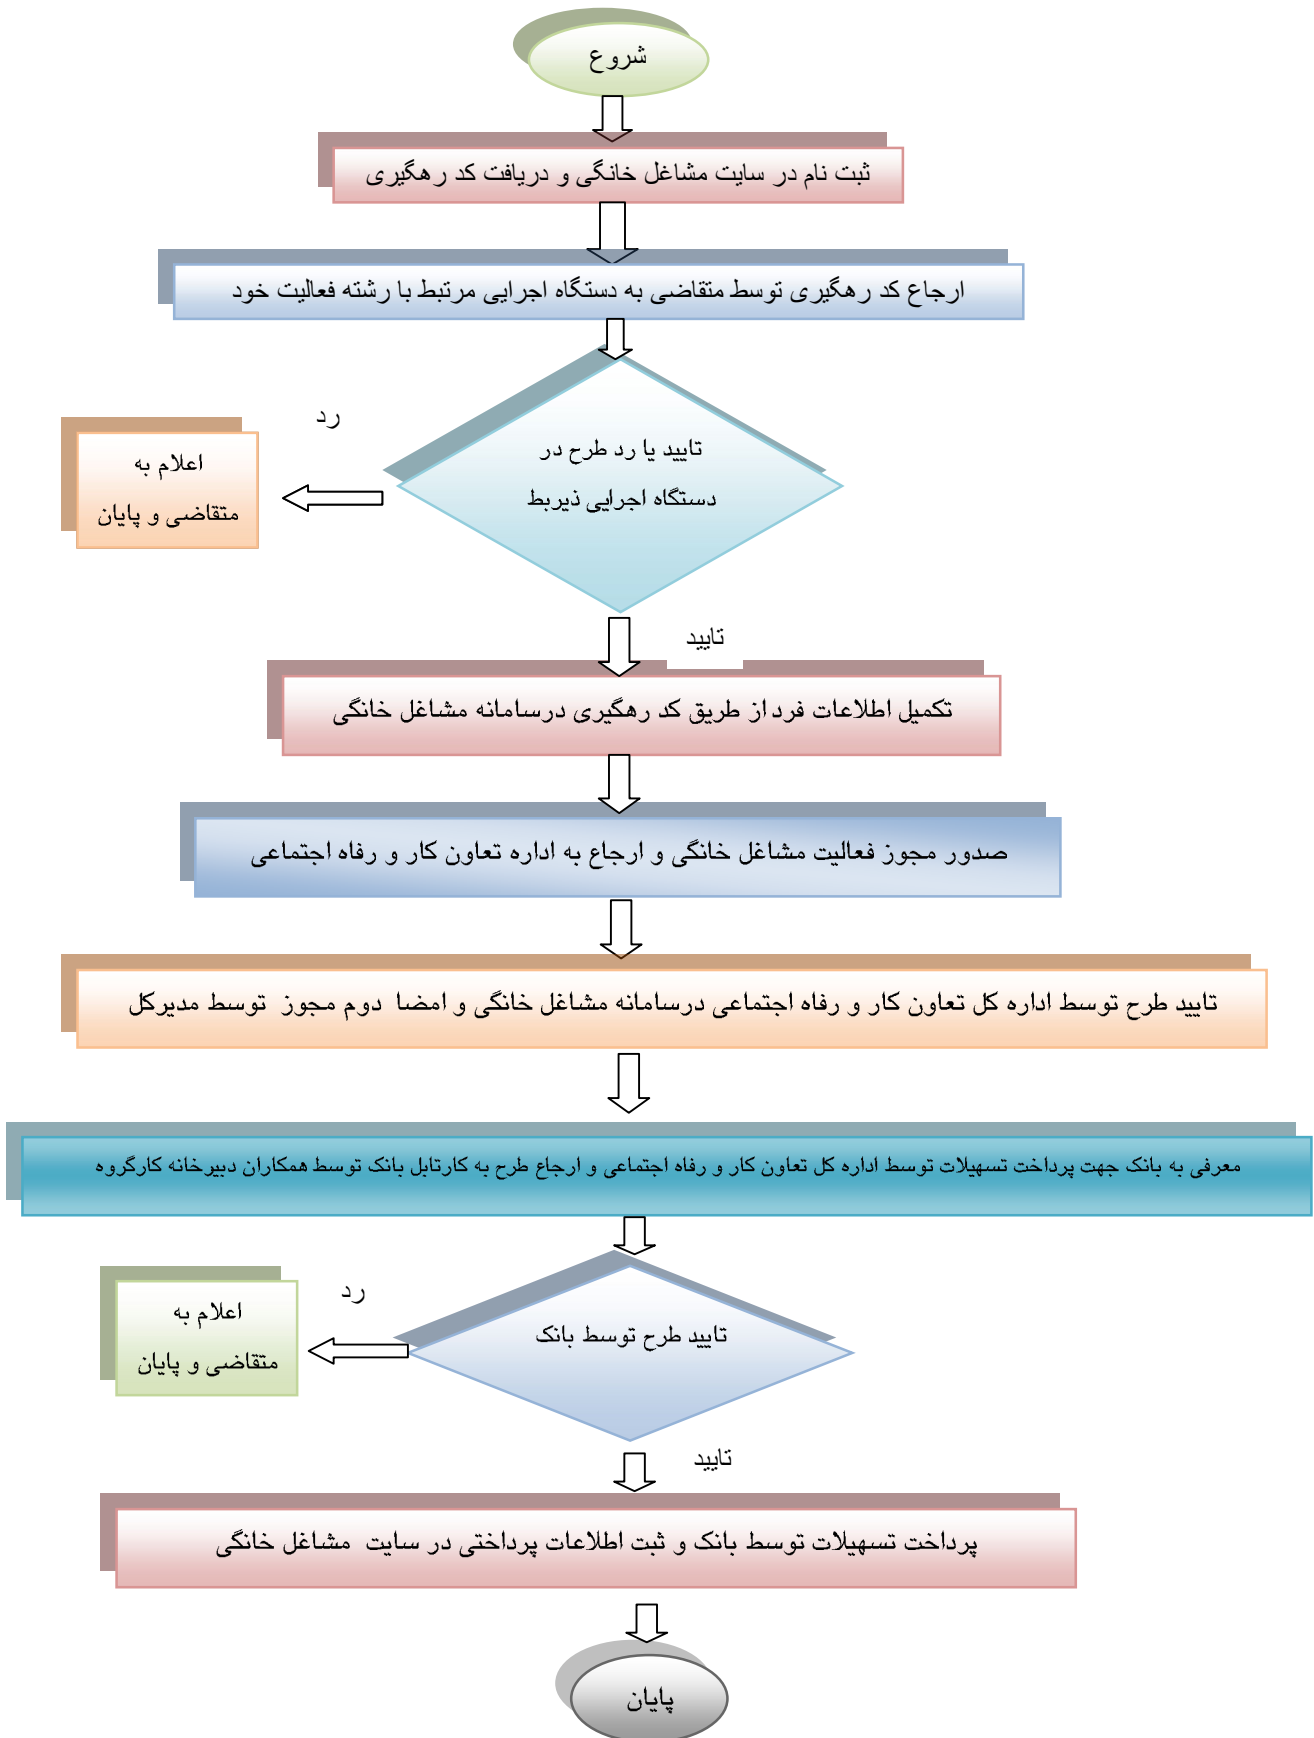 شروع
ثبت نام در سایت مشاغل خانگی و دریافت کد رهگیری
ارجاع کد رهگیری توسط متقاضی به دستگاه اجرایی مرتبط با رشته فعالیت خود
تایید یا رد طرح در
دستگاه اجرایی ذیربط
رد
اعلام به
متقاضی و پایان
تایید
تکمیل اطلاعات فرد از طریق کد رهگیری درسامانه مشاغل خانگی
صدور مجوز فعالیت مشاغل خانگی و ارجاع به اداره تعاون کار و رفاه اجتماعی
تایید طرح توسط اداره کل تعاون کار و رفاه اجتماعی درسامانه مشاغل خانگی و امضا دوم مجوز توسط مدیرکل
معرفی به بانک جهت پرداخت تسهیلات توسط اداره کل تعاون کار و رفاه اجتماعی و ارجاع طرح به کارتابل بانک توسط همکاران دبیرخانه کارگروه
تایید طرح توسط بانک
رد
اعلام به
متقاضی و پایان
تایید
پرداخت تسهیلات توسط بانک و ثبت اطلاعات پرداختی در سایت مشاغل خانگی
پایان